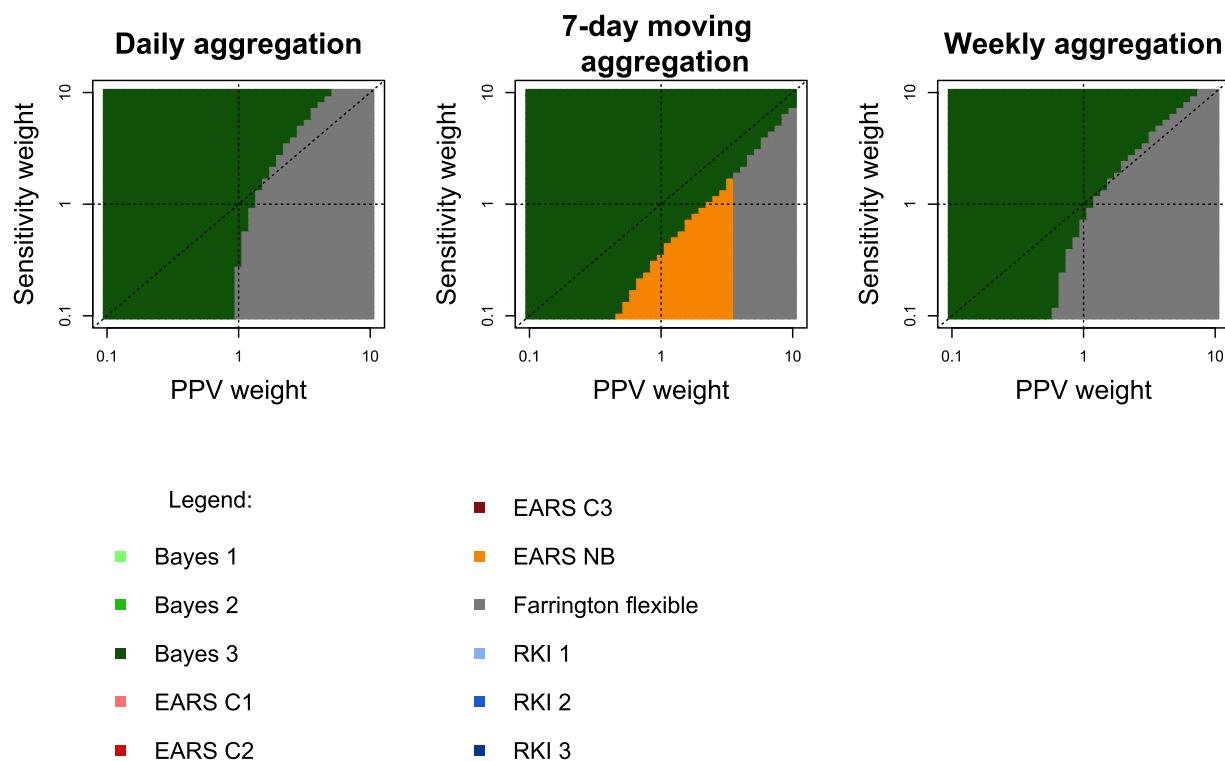 Daily aggregation
7-day moving
aggregation
Weekly aggregation
Sensitivity weight
10
1
0.1
0.1
1
10
PPV weight
Sensitivity weight
10
1
0.1
0.1
1
10
PPV weight
Sensitivity weight
10
1
0.1
0.1
1
10
PPV weight
Legend:
Bayes 1
Bayes 2
Bayes 3
EARS C1
EARS C2
EARS C3
EARS NB
Farrington flexible
RKI 1
RKI 2
RKI 3